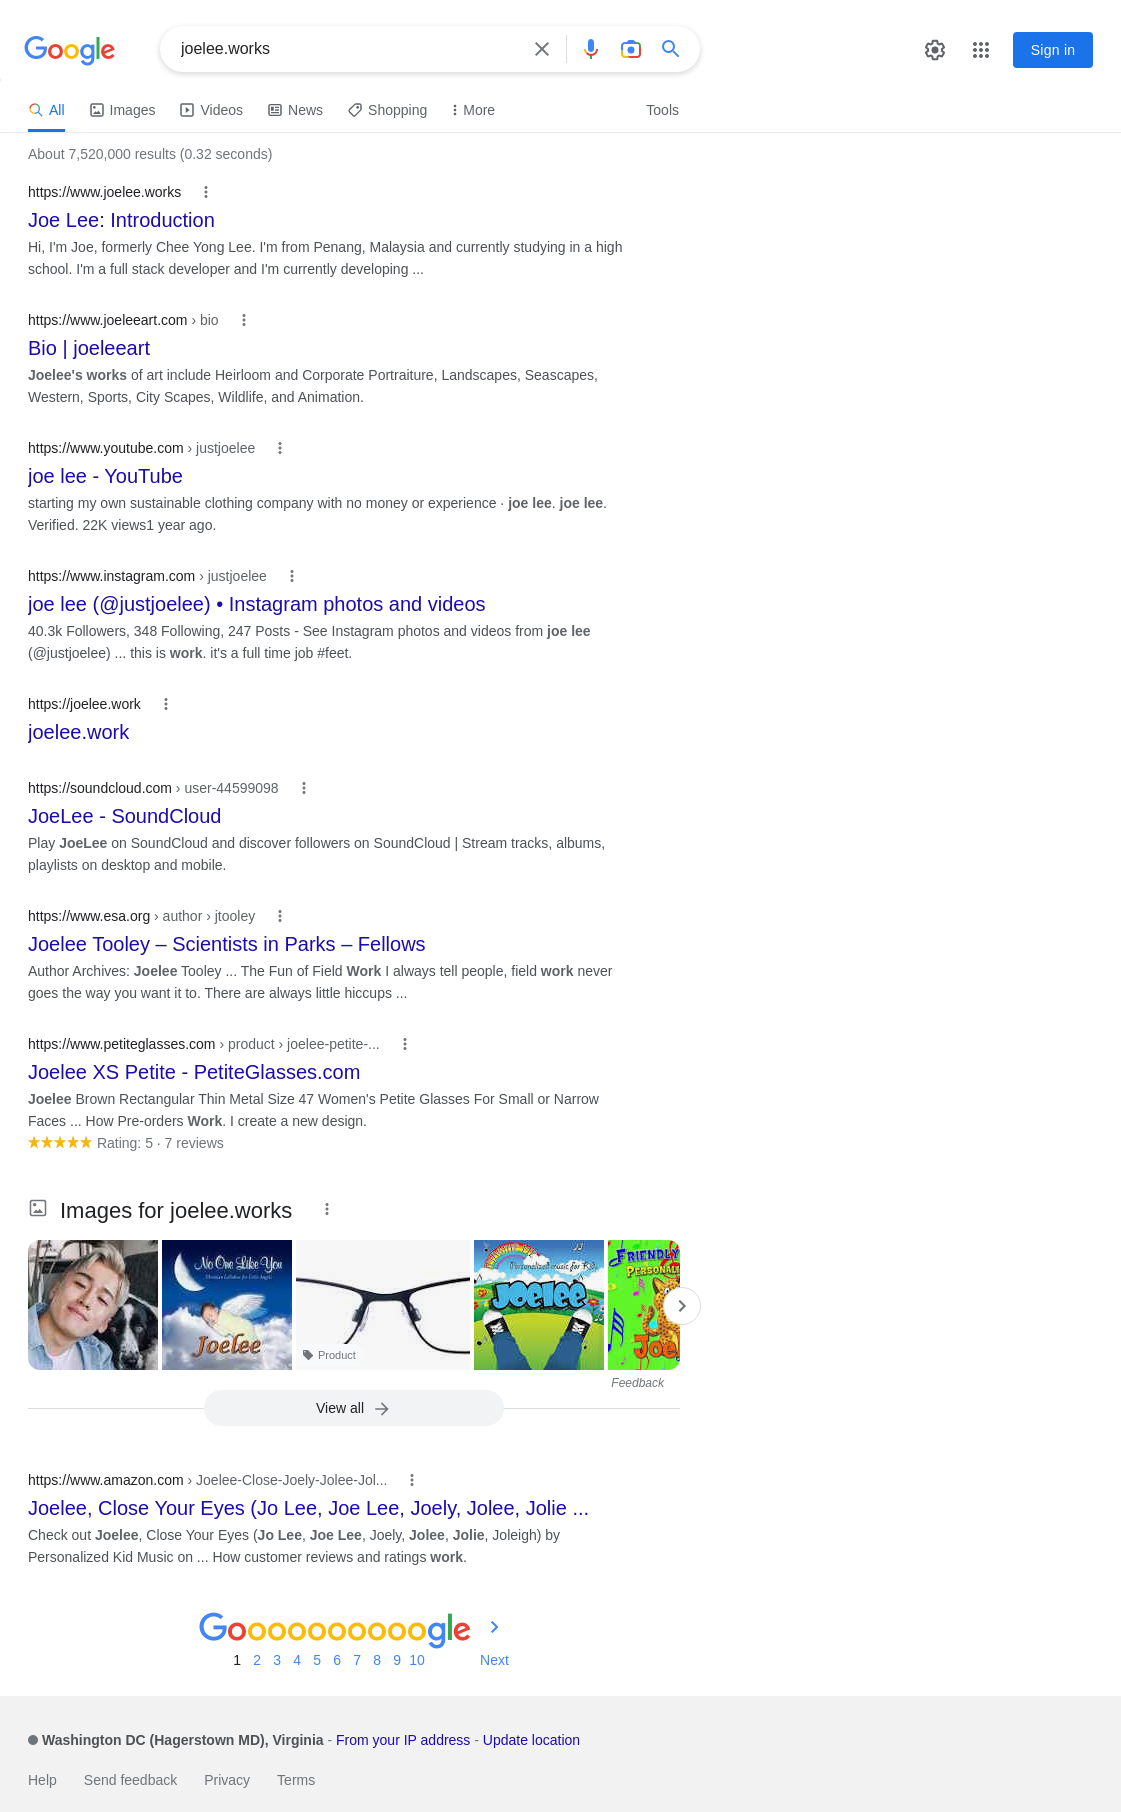 Google
joelee.works
Sign in
All Images Videos News Shopping More Tools
About 7,520,000 results (0.32 seconds)
https://www.joelee.works
Joe Lee: Introduction
Hi, I'm Joe, formerly Chee Yong Lee. I'm from Penang, Malaysia and currently studying in a high
school. I'm a full stack developer and I'm currently developing ...
https://www.joeleeart.com › bio
Bio | joeleeart
Joelee's works of art include Heirloom and Corporate Portraiture, Landscapes, Seascapes,
Western, Sports, City Scapes, Wildlife, and Animation.
https://www.youtube.com › justjoelee
joe lee - YouTube
starting my own sustainable clothing company with no money or experience · joe lee. joe lee.
Verified. 22K views1 year ago.
https://www.instagram.com › justjoelee
joe lee (@justjoelee) • Instagram photos and videos
40.3k Followers, 348 Following, 247 Posts - See Instagram photos and videos from joe lee
(@justjoelee) ... this is work. it's a full time job #feet.
https://joelee.work
joelee.work
https://soundcloud.com › user-44599098
JoeLee - SoundCloud
Play JoeLee on SoundCloud and discover followers on SoundCloud | Stream tracks, albums,
playlists on desktop and mobile.
https://www.esa.org › author › jtooley
Joelee Tooley – Scientists in Parks – Fellows
Author Archives: Joelee Tooley ... The Fun of Field Work I always tell people, field work never
goes the way you want it to. There are always little hiccups ...
https://www.petiteglasses.com › product › joelee-petite-...
Joelee XS Petite - PetiteGlasses.com
Joelee Brown Rectangular Thin Metal Size 47 Women's Petite Glasses For Small or Narrow
Faces ... How Pre-orders Work. I create a new design.
Rating: 5 · 7 reviews
Images for joelee.works
No One Like You
Christian Lullabies for Little Angels
Joelee
Product
Personalized music for Kids
JOELEE
FRIENDLY
PERSONAL
Joe
Feedback
View all
https://www.amazon.com › Joelee-Close-Joely-Jolee-Jol...
Joelee, Close Your Eyes (Jo Lee, Joe Lee, Joely, Jolee, Jolie ...
Check out Joelee, Close Your Eyes (Jo Lee, Joe Lee, Joely, Jolee, Jolie, Joleigh) by
Personalized Kid Music on ... How customer reviews and ratings work.
Goooooooooogle
1 2 3 4 5 6 7 8 9 10 Next
Washington DC (Hagerstown MD), Virginia - From your IP address - Update location
Help Send feedback Privacy Terms